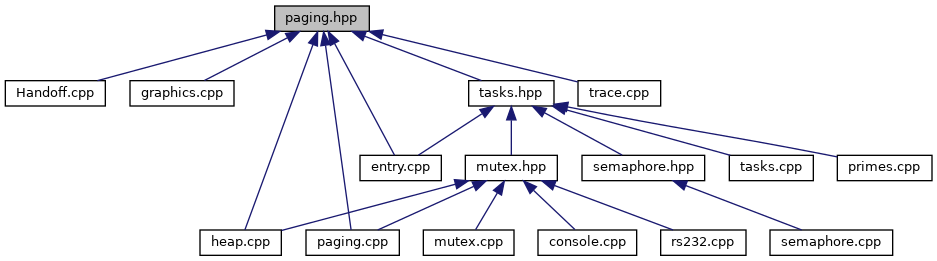 paging.hpp
Handoff.cpp
graphics.cpp
tasks.hpp
trace.cpp
entry.cpp
mutex.hpp
semaphore.hpp
tasks.cpp
primes.cpp
heap.cpp
paging.cpp
mutex.cpp
console.cpp
rs232.cpp
semaphore.cpp